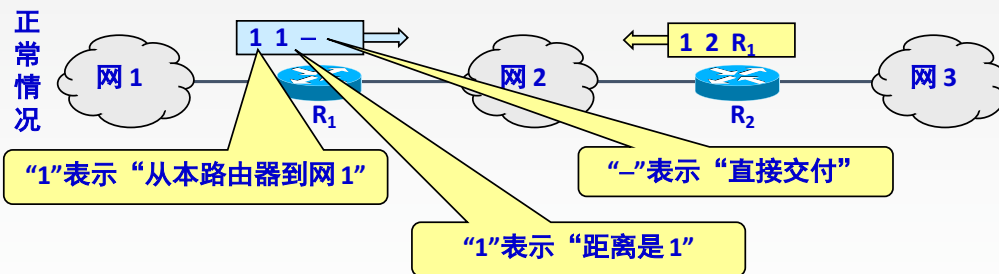 正常情况
1 1 –
1 2 R₁
网 1
网 2
网 3
R₁
R₂
“1”表示“从本路由器到网 1”
“–”表示“直接交付”
“1”表示“距离是 1”